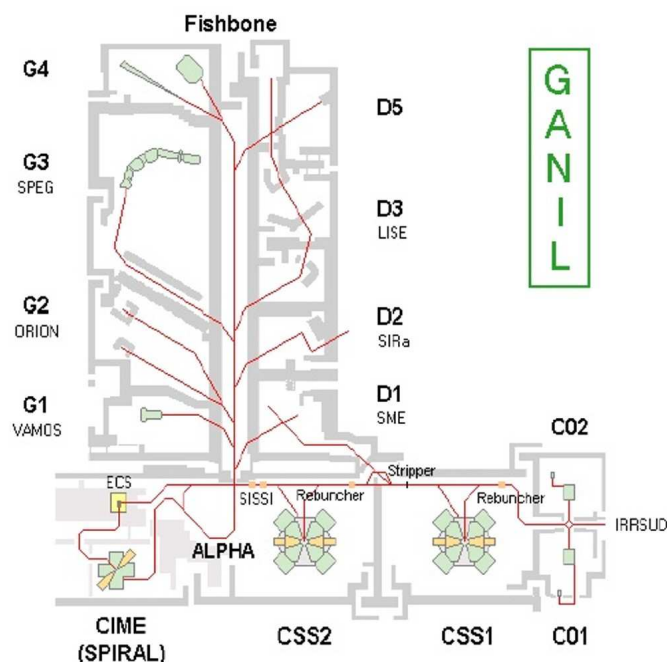 Fishbone
G4
D5
GANIL
G3
SPEG
D3
LISE
G2
ORION
D2
SIRa
G1
VAMOS
D1
SME
C02
ECS
SISSI
Rebuncher
Stripper
Rebuncher
IRRSUD
ALPHA
CIME
(SPIRAL)
CSS2
CSS1
C01